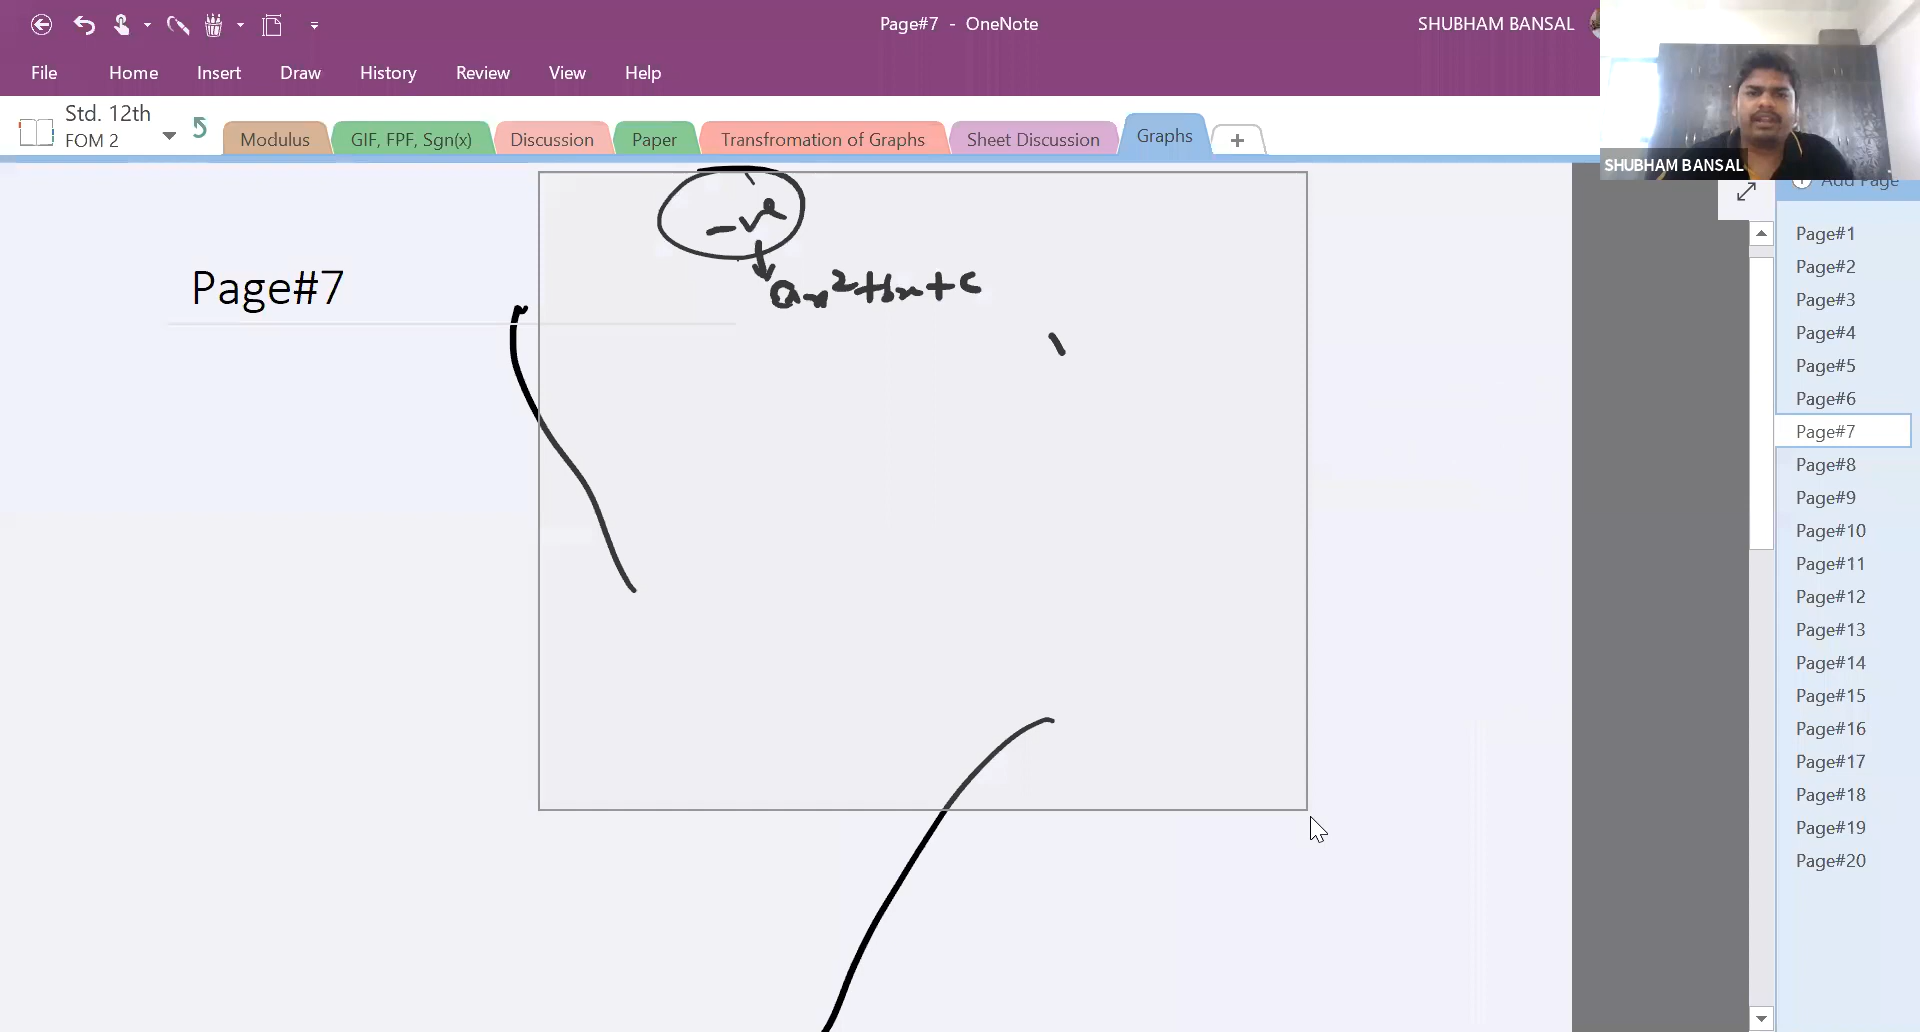 Page#7 - OneNote
SHUBHAM BANSAL
File Home Insert Draw History Review View Help
Std. 12th
FOM 2
Modulus GIF, FPF, Sgn(x) Discussion Paper Transfromation of Graphs Sheet Discussion Graphs +
SHUBHAM BANSAL
Add Page
Page#7
ax²+bx+c
Page#1
Page#2
Page#3
Page#4
Page#5
Page#6
Page#7
Page#8
Page#9
Page#10
Page#11
Page#12
Page#13
Page#14
Page#15
Page#16
Page#17
Page#18
Page#19
Page#20